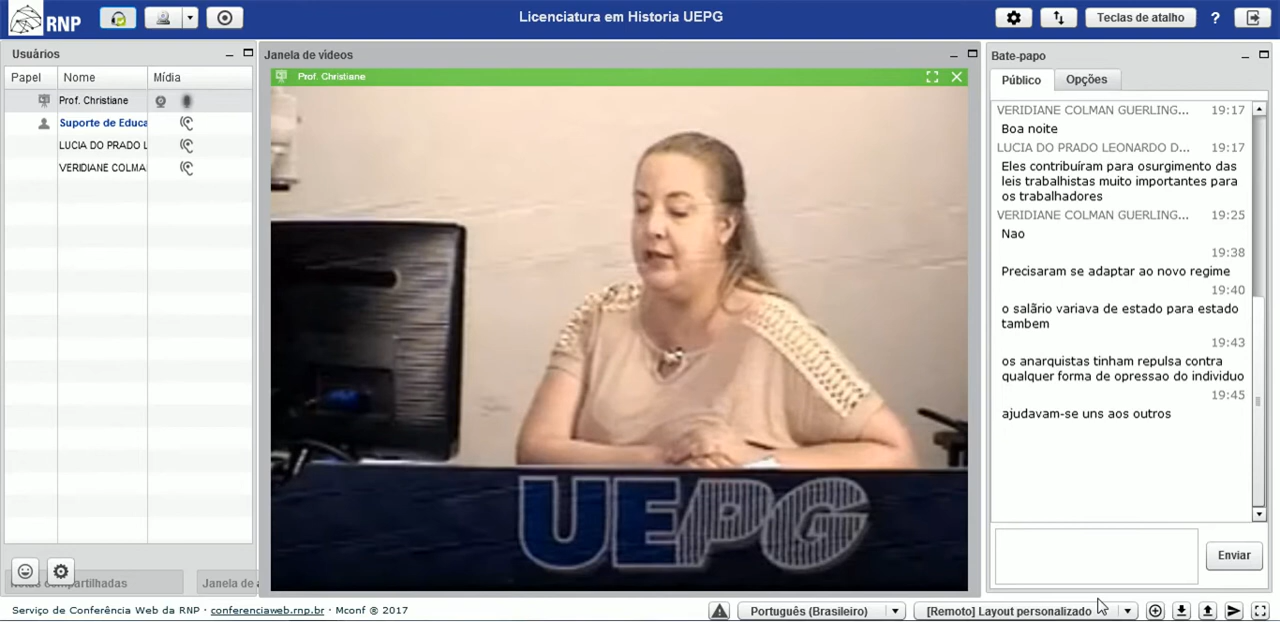 RNP
Licenciatura em Historia UEPG
Teclas de atalho
?
Usuários
Papel Nome Mídia
Prof. Christiane
Suporte de Educa
LUCIA DO PRADO L
VERIDIANE COLMA
Janela de vídeos
Prof. Christiane
UEPG
Bate-papo
Público Opções
VERIDIANE COLMAN GUERLING... 19:17
Boa noite
LUCIA DO PRADO LEONARDO D... 19:17
Eles contribuíram para osurgimento das
leis trabalhistas muito importantes para
os trabalhadores
VERIDIANE COLMAN GUERLING... 19:25
Nao
19:38
Precisaram se adaptar ao novo regime
19:40
o salãrio variava de estado para estado
tambem
19:43
os anarquistas tinham repulsa contra
qualquer forma de opressao do individuo
19:45
ajudavam-se uns aos outros
Enviar
Janela de
Serviço de Conferência Web da RNP · conferenciaweb.rnp.br · Mconf ® 2017
Português (Brasileiro)
[Remoto] Layout personalizado